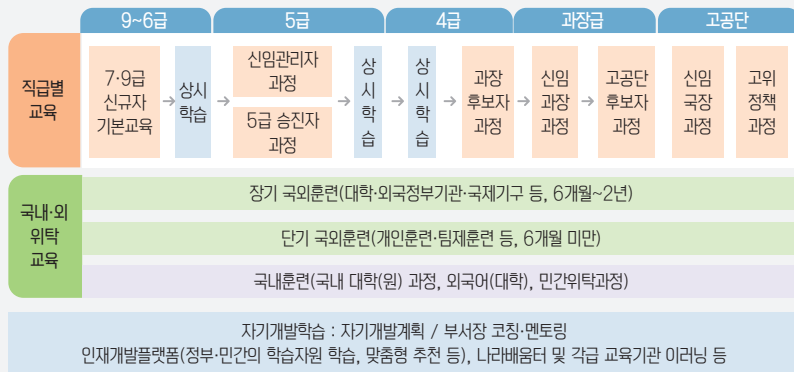 9~6급
5급
4급
과장급
고공단
직급별
교육
7·9급
신규자
기본교육
상시
학습
신임관리자
과정
5급 승진자
과정
상
시
학
습
상
시
학
습
과장
후보자
과정
신임
과장
과정
고공단
후보자
과정
신임
국장
과정
고위
정책
과정
국내·외
위탁
교육
장기 국외훈련(대학·외국정부기관·국제기구 등, 6개월~2년)
단기 국외훈련(개인훈련·팀제훈련 등, 6개월 미만)
국내훈련(국내 대학(원) 과정, 외국어(대학), 민간위탁과정)
자기개발학습 : 자기개발계획 / 부서장 코칭·멘토링
인재개발플랫폼(정부·민간의 학습자원 학습, 맞춤형 추천 등), 나라배움터 및 각급 교육기관 이러닝 등